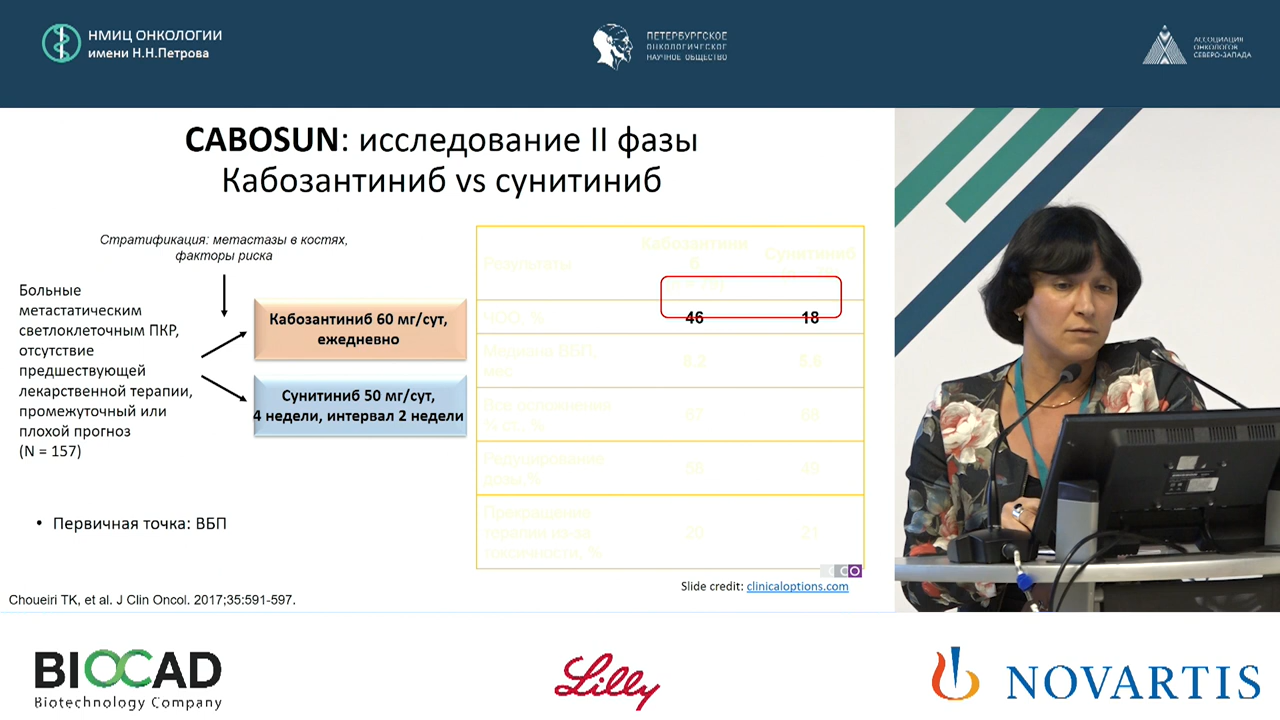 НМИЦ ОНКОЛОГИИ
имени Н.Н.Петрова
ПЕТЕРБУРГСКОЕ
ОНКОЛОГИЧЕСКОЕ
НАУЧНОЕ ОБЩЕСТВО
АССОЦИАЦИЯ
ОНКОЛОГОВ
СЕВЕРО-ЗАПАДА
CABOSUN: исследование II фазы
Кабозантиниб vs сунитиниб
Стратификация: метастазы в костях,
факторы риска
Больные
метастатическим
светлоклеточным ПКР,
отсутствие
предшествующей
лекарственной терапии,
промежуточный или
плохой прогноз
(N = 157)
Кабозантиниб 60 мг/сут,
ежедневно
Сунитиниб 50 мг/сут,
4 недели, интервал 2 недели
• Первичная точка: ВБП
Результаты
Кабозантини
б
Сунитиниб
ЧОО, %
46
18
Медиана ВБП,
мес
8.2
5.6
Все осложнения
67
68
Редуцирование
дозы,%
49
Прекращение
терапии из-за
токсичности, %
20
21
Slide credit: clinicaloptions.com
Choueiri TK, et al. J Clin Oncol. 2017;35:591-597.
BIOCAD
Biotechnology Company
Lilly
NOVARTIS